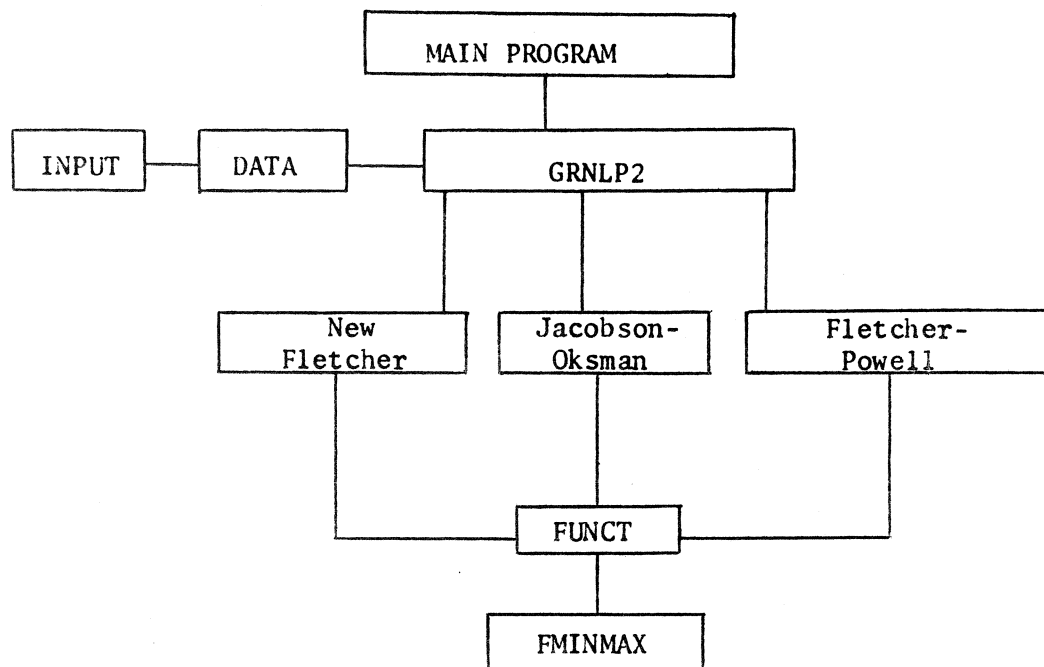 MAIN PROGRAM
INPUT
DATA
GRNLP2
New
Fletcher
Jacobson-
Oksman
Fletcher-
Powell
FUNCT
FMINMAX